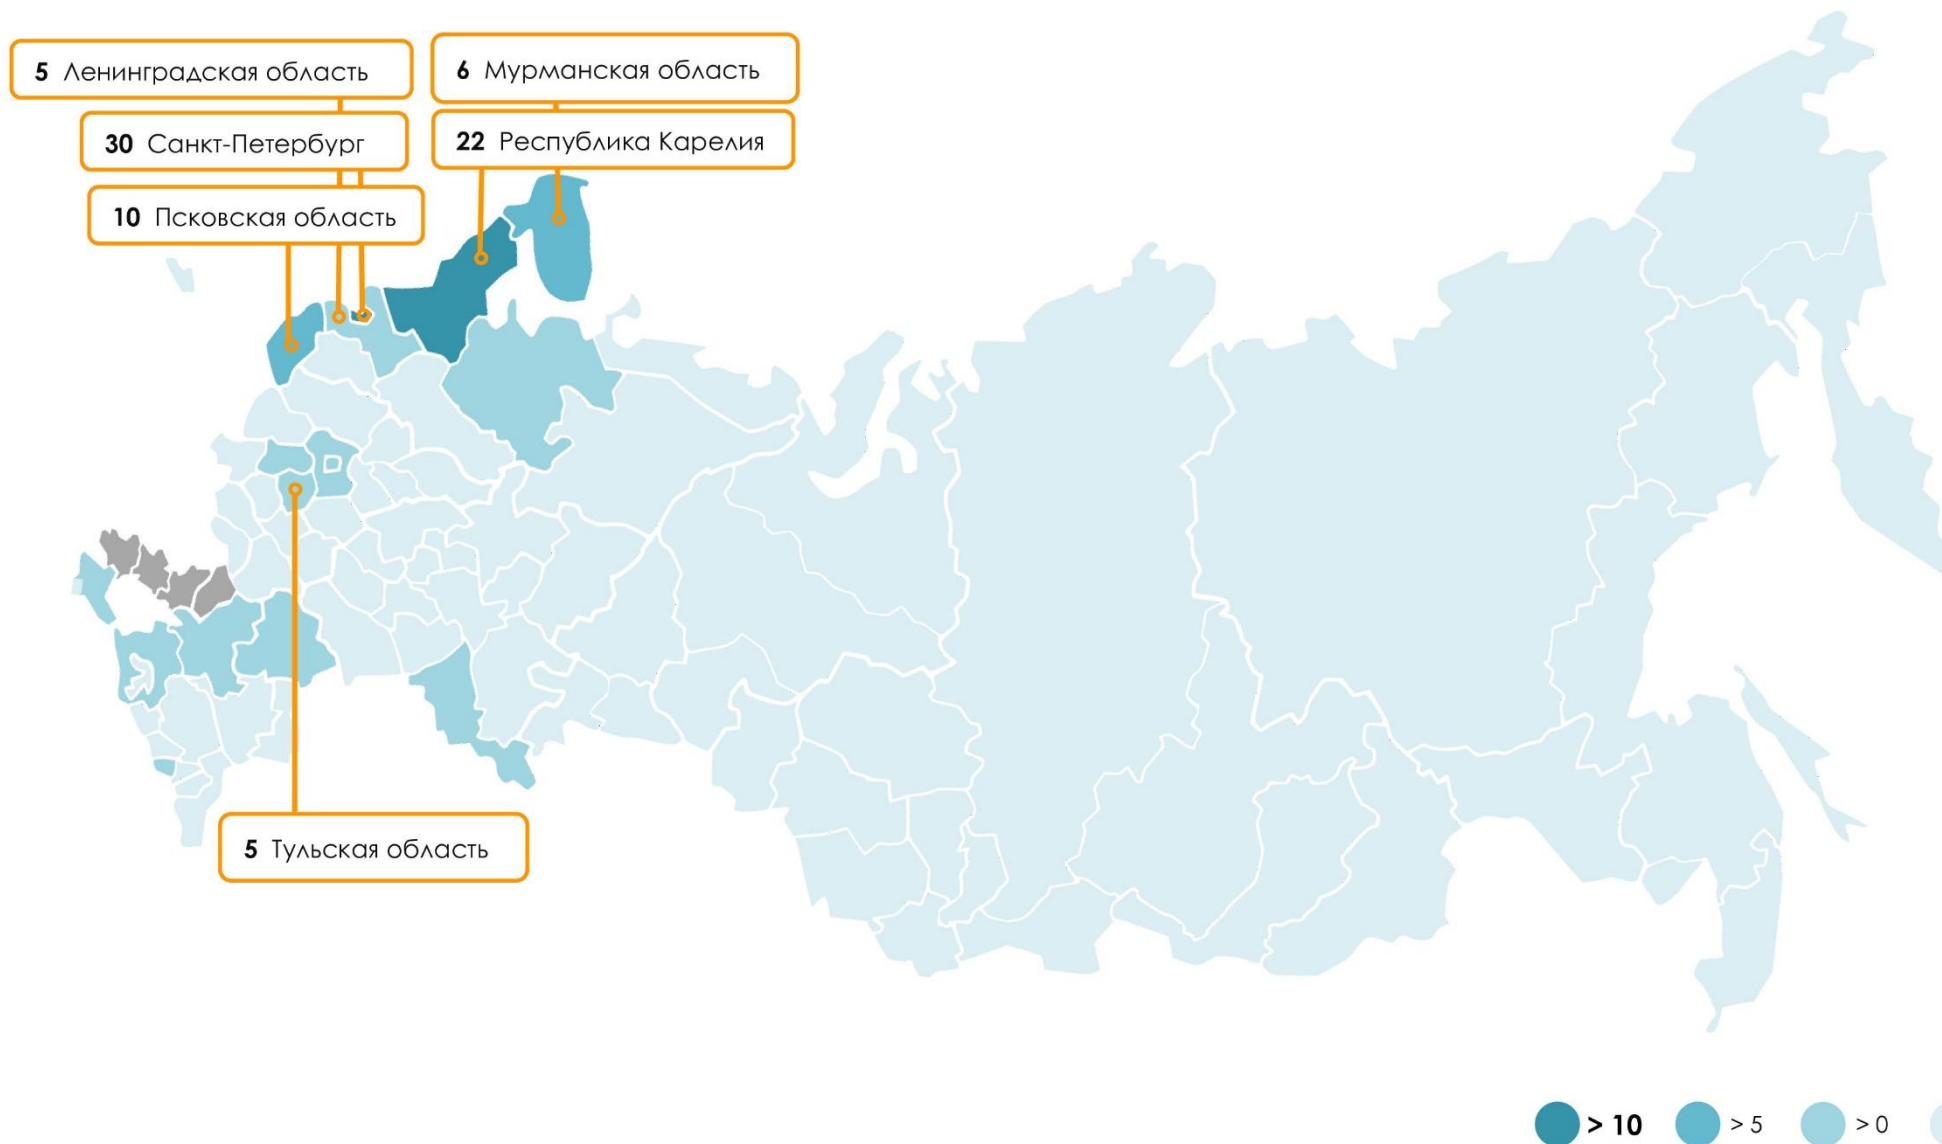 5 Ленинградская область
6 Мурманская область
30 Санкт-Петербург
22 Республика Карелия
10 Псковская область
5 Тульская область
> 10
> 5
> 0